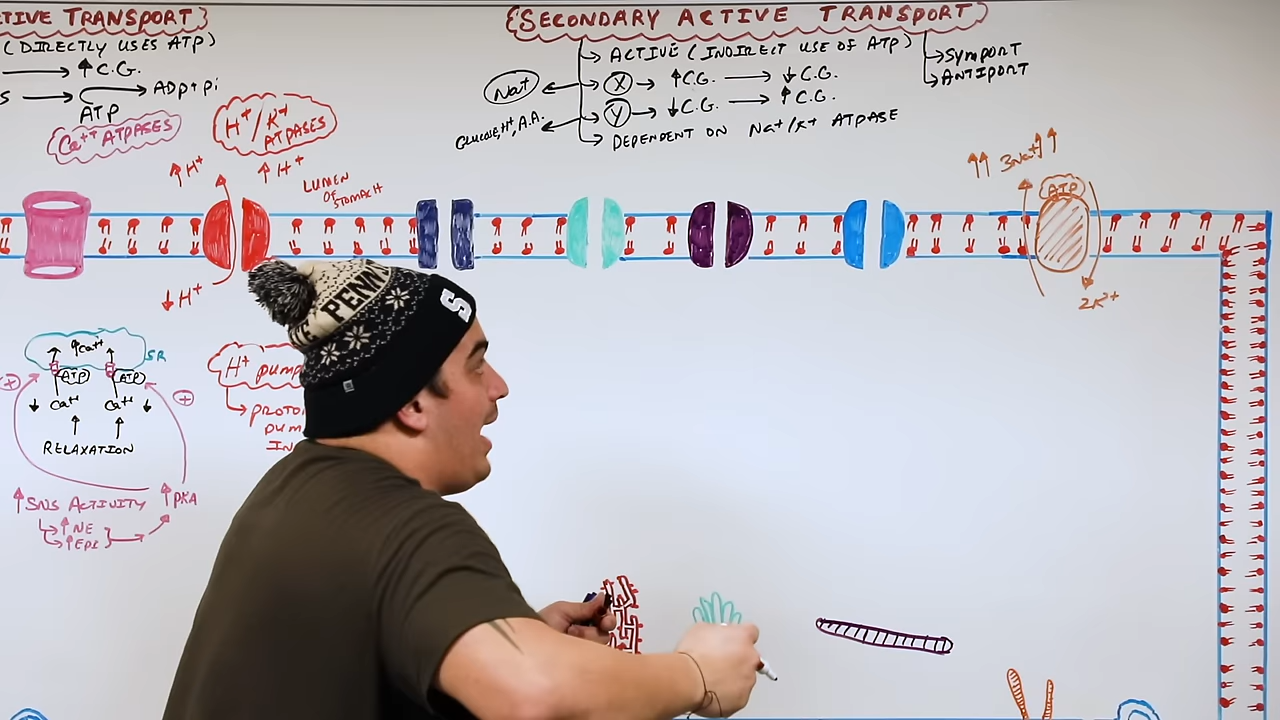 TIVE TRANSPORT
(DIRECTLY USES ATP)
→ ↑C.G.
S → ADP+Pi
ATP
Ca++ ATPASES
H+/K+
ATPASES
{SECONDARY ACTIVE TRANSPORT}
→ ACTIVE (INDIRECT USE OF ATP)
Na+ ← X → ↑C.G. → ↓C.G.
Glucose, H+, A.A. ← Y → ↓C.G. → ↑C.G.
→ DEPENDENT ON Na+/K+ ATPASE
→ SYMPORT
→ ANTIPORT
↑H+
↑H+
LUMEN
OF
STOMACH
↓H+
↑↑ 3Na+ ↑↑
ATP
2K+
↑Ca++
SR
ATP
ATP
↓ Ca++
Ca++ ↓
RELAXATION
+
+
↑SNS ACTIVITY
↑PKA
↑NE
↑EPI
H+ pump
→ PROTO
PUM
IN
PENN
S